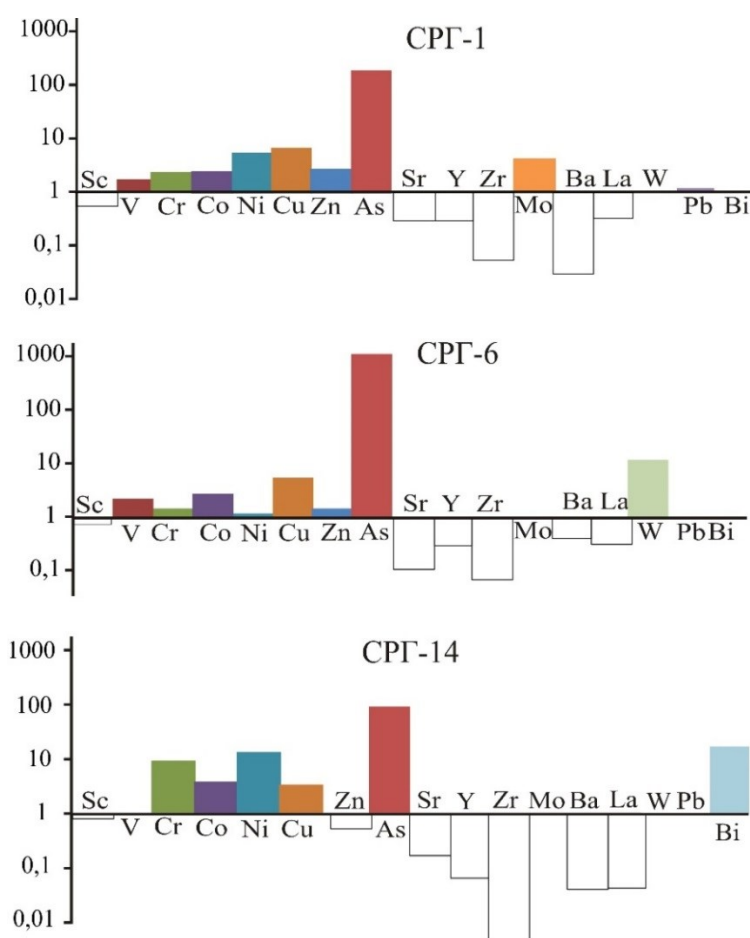 СРГ-1
1000
100
10
1
0,1
0,01
Sc Sr Y Zr Ba La W
V Cr Co Ni Cu Zn As Mo Pb Bi
СРГ-6
1000
100
10
1
0,1
Sc Sr Y Zr Ba La
V Cr Co Ni Cu Zn As Mo W Pb Bi
СРГ-14
1000
100
10
1
0,1
0,01
Sc Zn Sr Y Zr Mo Ba La W Pb
V Cr Co Ni Cu As Bi